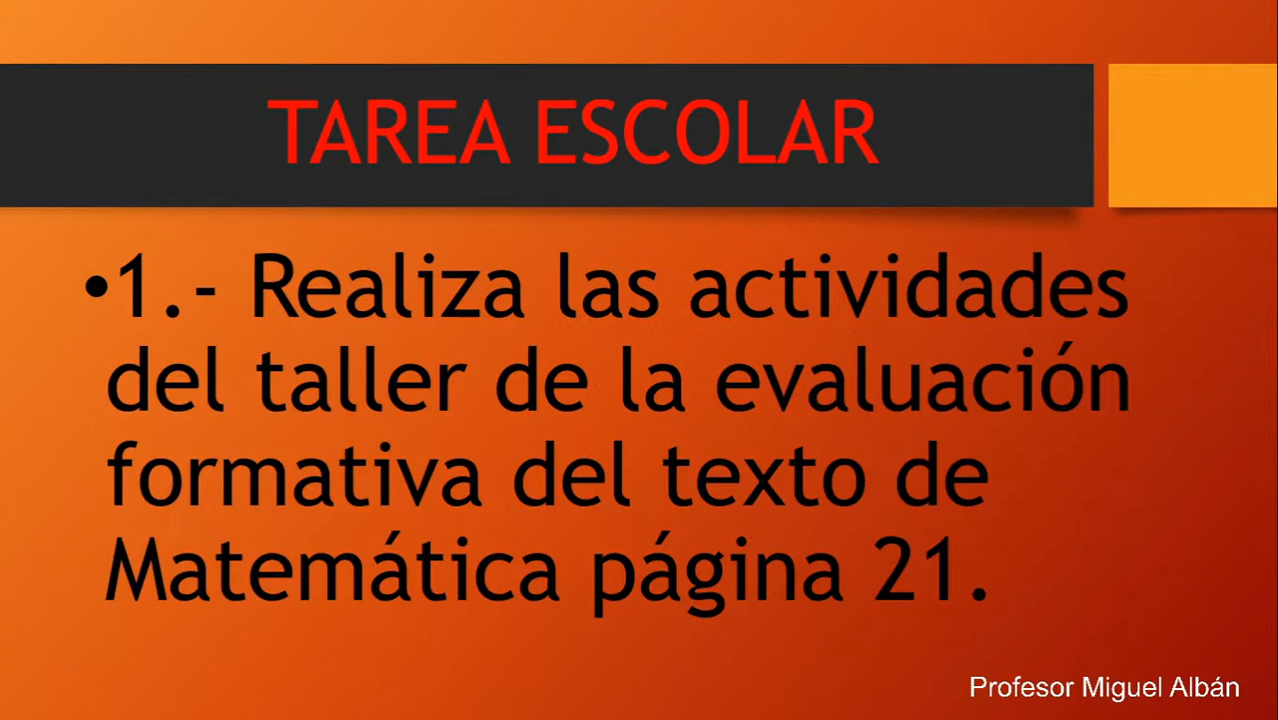 TAREA ESCOLAR
•1.- Realiza las actividades
del taller de la evaluación
formativa del texto de
Matemática página 21.
Profesor Miguel Albán